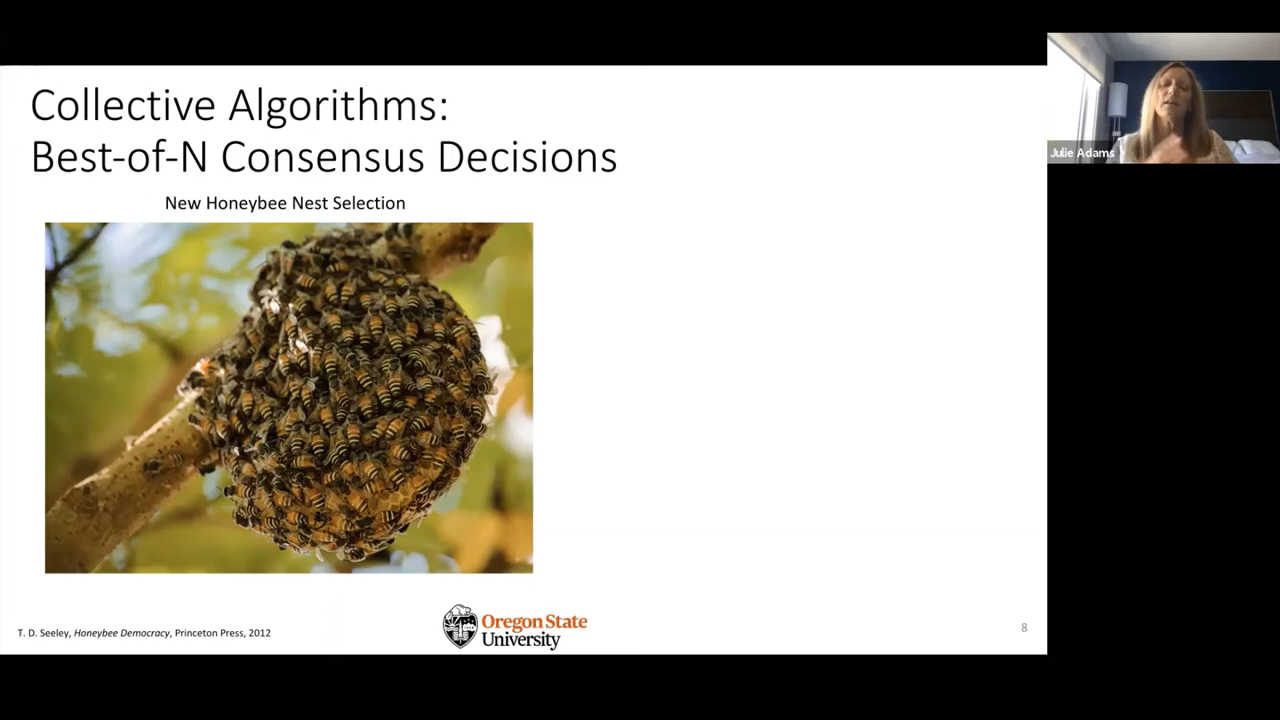 Collective Algorithms:
Best-of-N Consensus Decisions
New Honeybee Nest Selection
Julie Adams
T. D. Seeley, Honeybee Democracy, Princeton Press, 2012
Oregon State
University
8